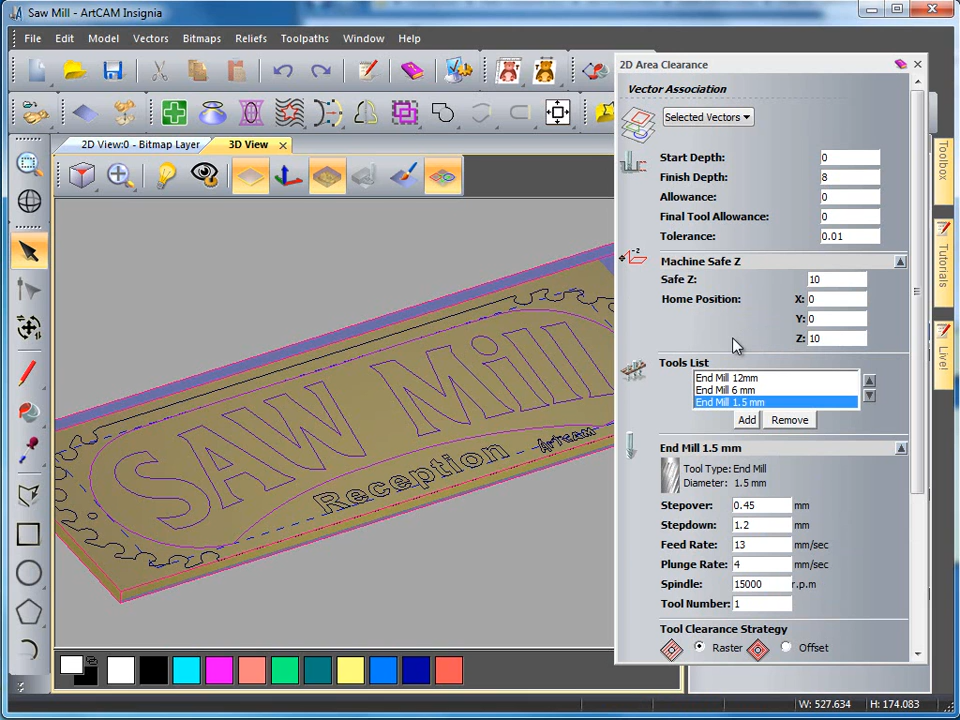 Saw Mill - ArtCAM Insignia
File Edit Model Vectors Bitmaps Reliefs Toolpaths Window Help
2D View:0 - Bitmap Layer
3D View
SAW Mill
Reception
Artcam
2D Area Clearance
Vector Association
Selected Vectors
Start Depth: 0
Finish Depth: 8
Allowance: 0
Final Tool Allowance: 0
Tolerance: 0.01
-2
Machine Safe Z
Safe Z: 10
Home Position: X: 0
Y: 0
Z: 10
Tools List
End Mill 12mm
End Mill 6 mm
End Mill 1.5 mm
Add Remove
End Mill 1.5 mm
Tool Type: End Mill
Diameter: 1.5 mm
Stepover: 0.45 mm
Stepdown: 1.2 mm
Feed Rate: 13 mm/sec
Plunge Rate: 4 mm/sec
Spindle: 15000 r.p.m
Tool Number: 1
Tool Clearance Strategy
Raster Offset
Toolbox
Tutorials
Live!
W: 527.634 H: 174.083